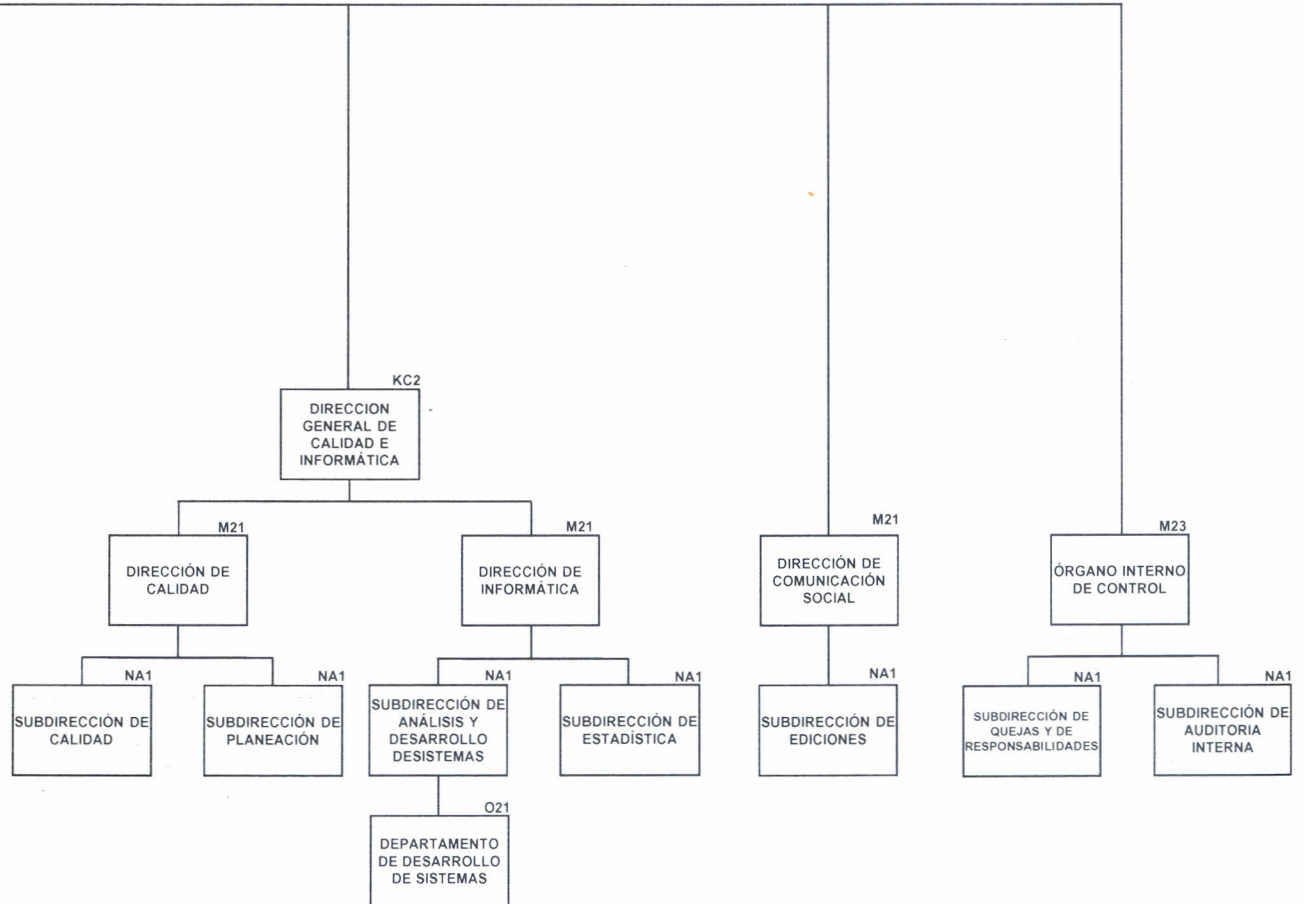 KC2
DIRECCION
GENERAL DE
CALIDAD E
INFORMÁTICA
M21
DIRECCIÓN DE
CALIDAD
M21
DIRECCIÓN DE
INFORMÁTICA
M21
DIRECCIÓN DE
COMUNICACIÓN
SOCIAL
M23
ÓRGANO INTERNO
DE CONTROL
NA1
SUBDIRECCIÓN DE
CALIDAD
NA1
SUBDIRECCIÓN DE
PLANEACIÓN
NA1
SUBDIRECCIÓN DE
ANÁLISIS Y
DESARROLLO
DESISTEMAS
NA1
SUBDIRECCIÓN DE
ESTADÍSTICA
NA1
SUBDIRECCIÓN DE
EDICIONES
NA1
SUBDIRECCIÓN DE
QUEJAS Y DE
RESPONSABILIDADES
NA1
SUBDIRECCIÓN DE
AUDITORIA
INTERNA
O21
DEPARTAMENTO
DE DESARROLLO
DE SISTEMAS